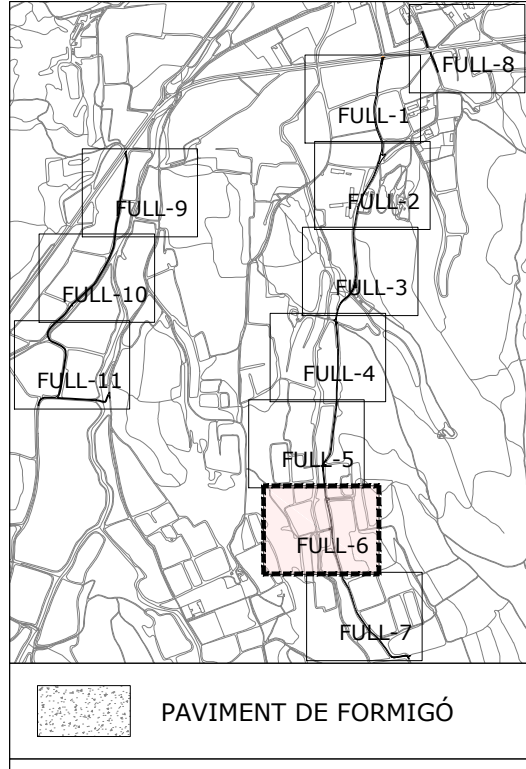 FULL-8
FULL-1
FULL-2
FULL-9
FULL-3
FULL-10
FULL-4
FULL-11
FULL-5
FULL-6
FULL-7
PAVIMENT DE FORMIGÓ